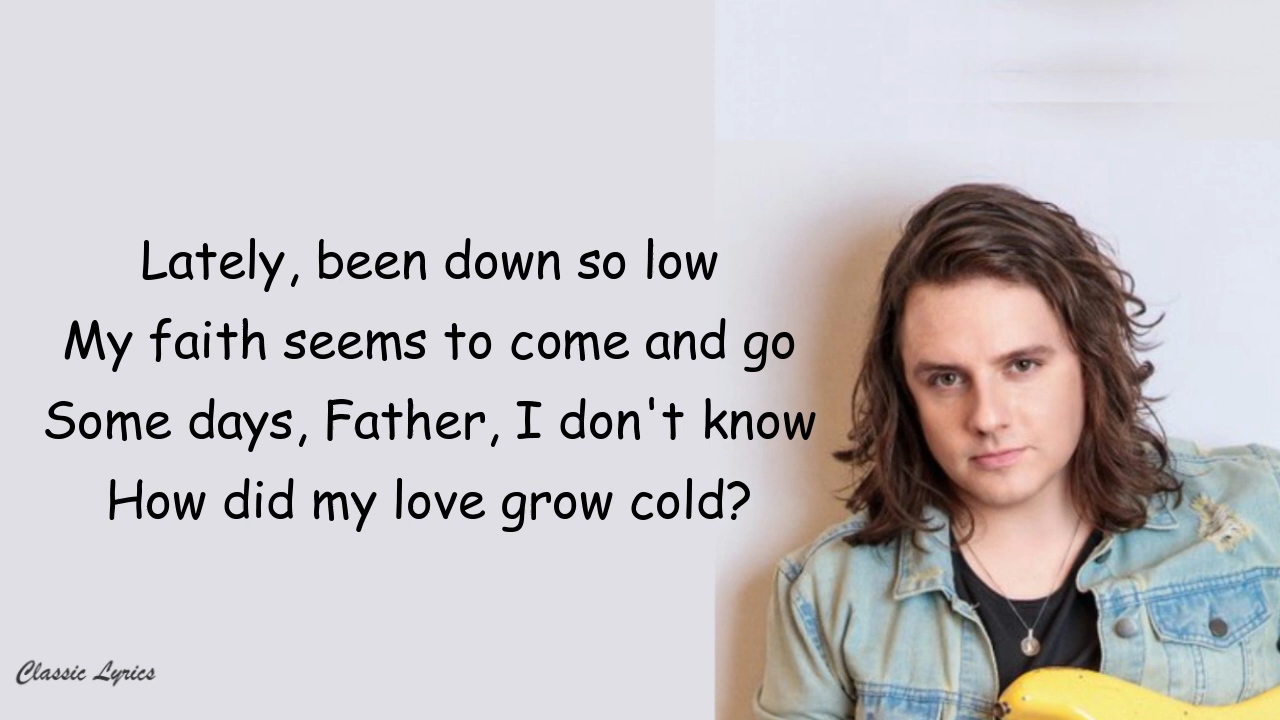 Lately, been down so low
My faith seems to come and go
Some days, Father, I don't know
How did my love grow cold?
Classic Lyrics